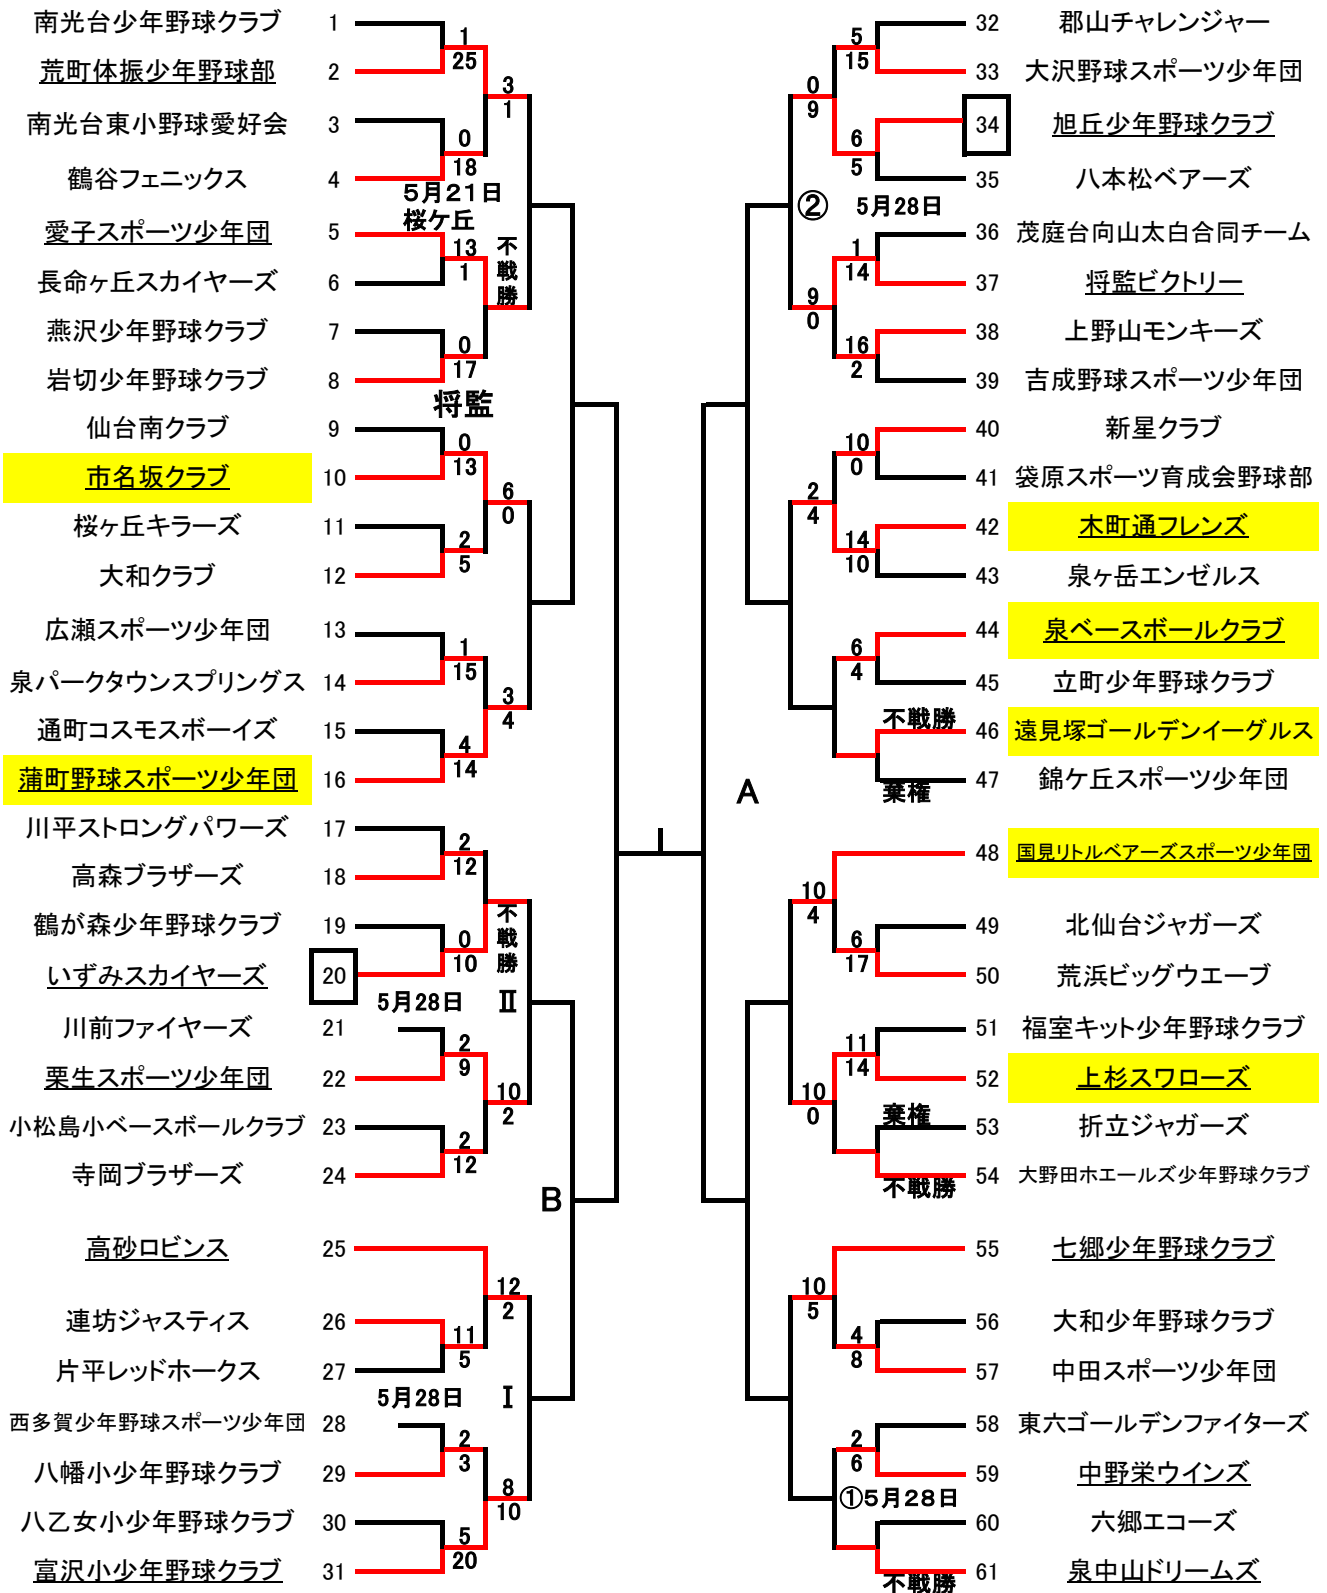 南光台少年野球クラブ 1
荒町体振少年野球部 2
1
25
3
1
南光台東小野球愛好会 3
鶴谷フェニックス 4
0
18
5月21日
桜ケ丘
愛子スポーツ少年団 5
長命ヶ丘スカイヤーズ 6
13
1
不戦勝
燕沢少年野球クラブ 7
岩切少年野球クラブ 8
0
17
将監
仙台南クラブ 9
市名坂クラブ 10
0
13
6
0
桜ヶ丘キラーズ 11
大和クラブ 12
2
5
広瀬スポーツ少年団 13
泉パークタウンスプリングス 14
1
15
3
4
通町コスモスボーイズ 15
蒲町野球スポーツ少年団 16
4
14
川平ストロングパワーズ 17
高森ブラザーズ 18
2
12
不戦勝
鶴が森少年野球クラブ 19
いずみスカイヤーズ 20
0
10
5月28日
Ⅱ
川前ファイヤーズ 21
栗生スポーツ少年団 22
2
9
10
2
小松島小ベースボールクラブ 23
寺岡ブラザーズ 24
2
12
B
高砂ロビンス 25
12
2
連坊ジャスティス 26
片平レッドホークス 27
11
5
5月28日
Ⅰ
西多賀少年野球スポーツ少年団 28
八幡小少年野球クラブ 29
2
3
8
10
八乙女小少年野球クラブ 30
富沢小少年野球クラブ 31
5
20
32 郡山チャレンジャー
33 大沢野球スポーツ少年団
5
15
0
9
34 旭丘少年野球クラブ
35 八本松ベアーズ
6
5
② 5月28日
36 茂庭台向山太白合同チーム
37 将監ビクトリー
1
14
9
0
38 上野山モンキーズ
39 吉成野球スポーツ少年団
16
2
40 新星クラブ
41 袋原スポーツ育成会野球部
10
0
2
4
42 木町通フレンズ
43 泉ヶ岳エンゼルス
14
10
44 泉ベースボールクラブ
45 立町少年野球クラブ
6
4
不戦勝
46 遠見塚ゴールデンイーグルス
47 錦ケ丘スポーツ少年団
棄権
A
48 国見リトルベアーズスポーツ少年団
10
4
49 北仙台ジャガーズ
50 荒浜ビッグウエーブ
6
17
51 福室キット少年野球クラブ
52 上杉スワローズ
11
14
10
0
棄権
53 折立ジャガーズ
54 大野田ホエールズ少年野球クラブ
不戦勝
55 七郷少年野球クラブ
10
5
56 大和少年野球クラブ
57 中田スポーツ少年団
4
8
58 東六ゴールデンファイターズ
59 中野栄ウインズ
2
6
①5月28日
60 六郷エコーズ
61 泉中山ドリームズ
不戦勝